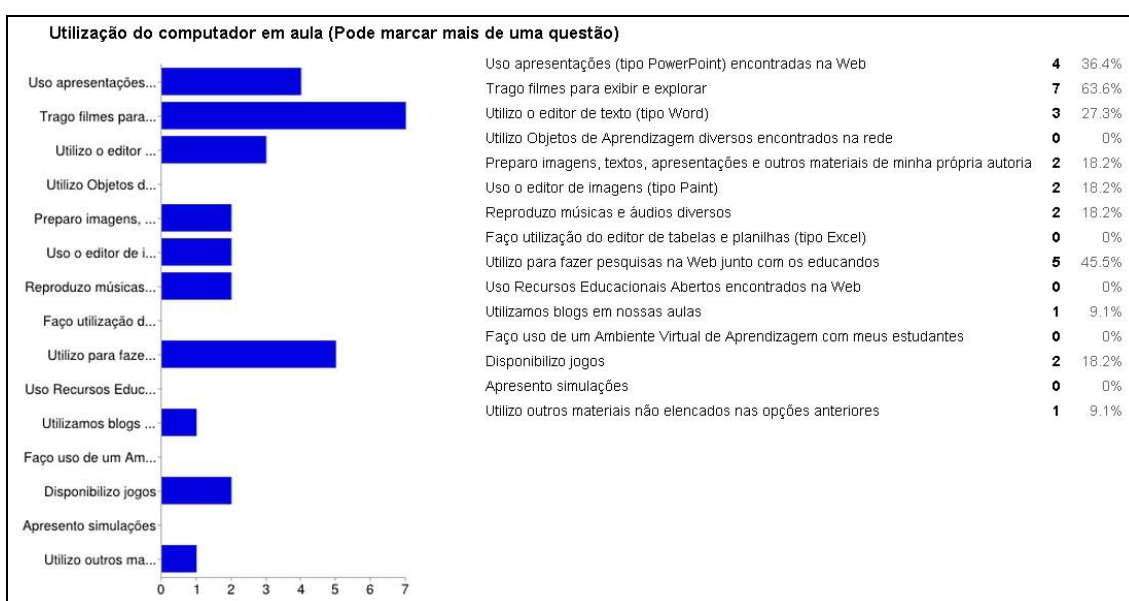 Utilização do computador em aula (Pode marcar mais de uma questão)
Uso apresentações...
Trago filmes para...
Utilizo o editor ...
Utilizo Objetos d...
Preparo imagens, ...
Uso o editor de i...
Reproduzo músicas...
Faço utilização d...
Utilizo para faze...
Uso Recursos Educ...
Utilizamos blogs ...
Faço uso de um Am...
Disponibilizo jogos
Apresento simulações
Utilizo outros ma...
0 1 2 3 4 5 6 7
Uso apresentações (tipo PowerPoint) encontradas na Web 4 36.4%
Trago filmes para exibir e explorar 7 63.6%
Utilizo o editor de texto (tipo Word) 3 27.3%
Utilizo Objetos de Aprendizagem diversos encontrados na rede 0 0%
Preparo imagens, textos, apresentações e outros materiais de minha própria autoria 2 18.2%
Uso o editor de imagens (tipo Paint) 2 18.2%
Reproduzo músicas e áudios diversos 2 18.2%
Faço utilização do editor de tabelas e planilhas (tipo Excel) 0 0%
Utilizo para fazer pesquisas na Web junto com os educandos 5 45.5%
Uso Recursos Educacionais Abertos encontrados na Web 0 0%
Utilizamos blogs em nossas aulas 1 9.1%
Faço uso de um Ambiente Virtual de Aprendizagem com meus estudantes 0 0%
Disponibilizo jogos 2 18.2%
Apresento simulações 0 0%
Utilizo outros materiais não elencados nas opções anteriores 1 9.1%